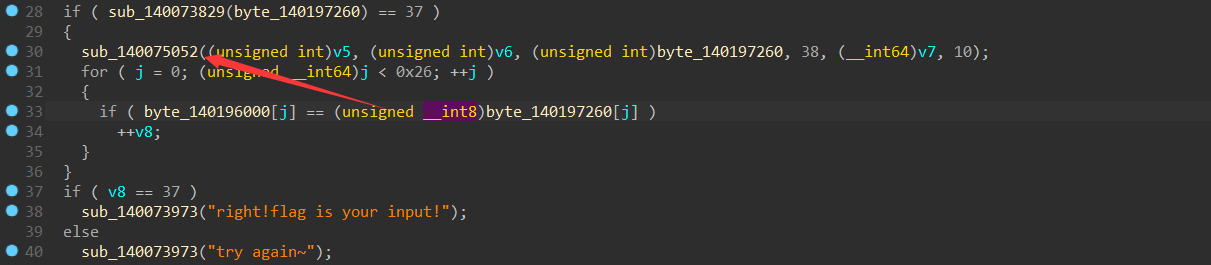 28 if ( sub_140073829(byte_140197260) == 37 )
29 {
30 sub_140075052((unsigned int)v5, (unsigned int)v6, (unsigned int)byte_140197260, 38, (__int64)v7, 10);
31 for ( j = 0; (unsigned __int64)j < 0x26; ++j )
32 {
33 if ( byte_140196000[j] == (unsigned __int8)byte_140197260[j] )
34 ++v8;
35 }
36 }
37 if ( v8 == 37 )
38 sub_140073973("right!flag is your input!");
39 else
40 sub_140073973("try again~");